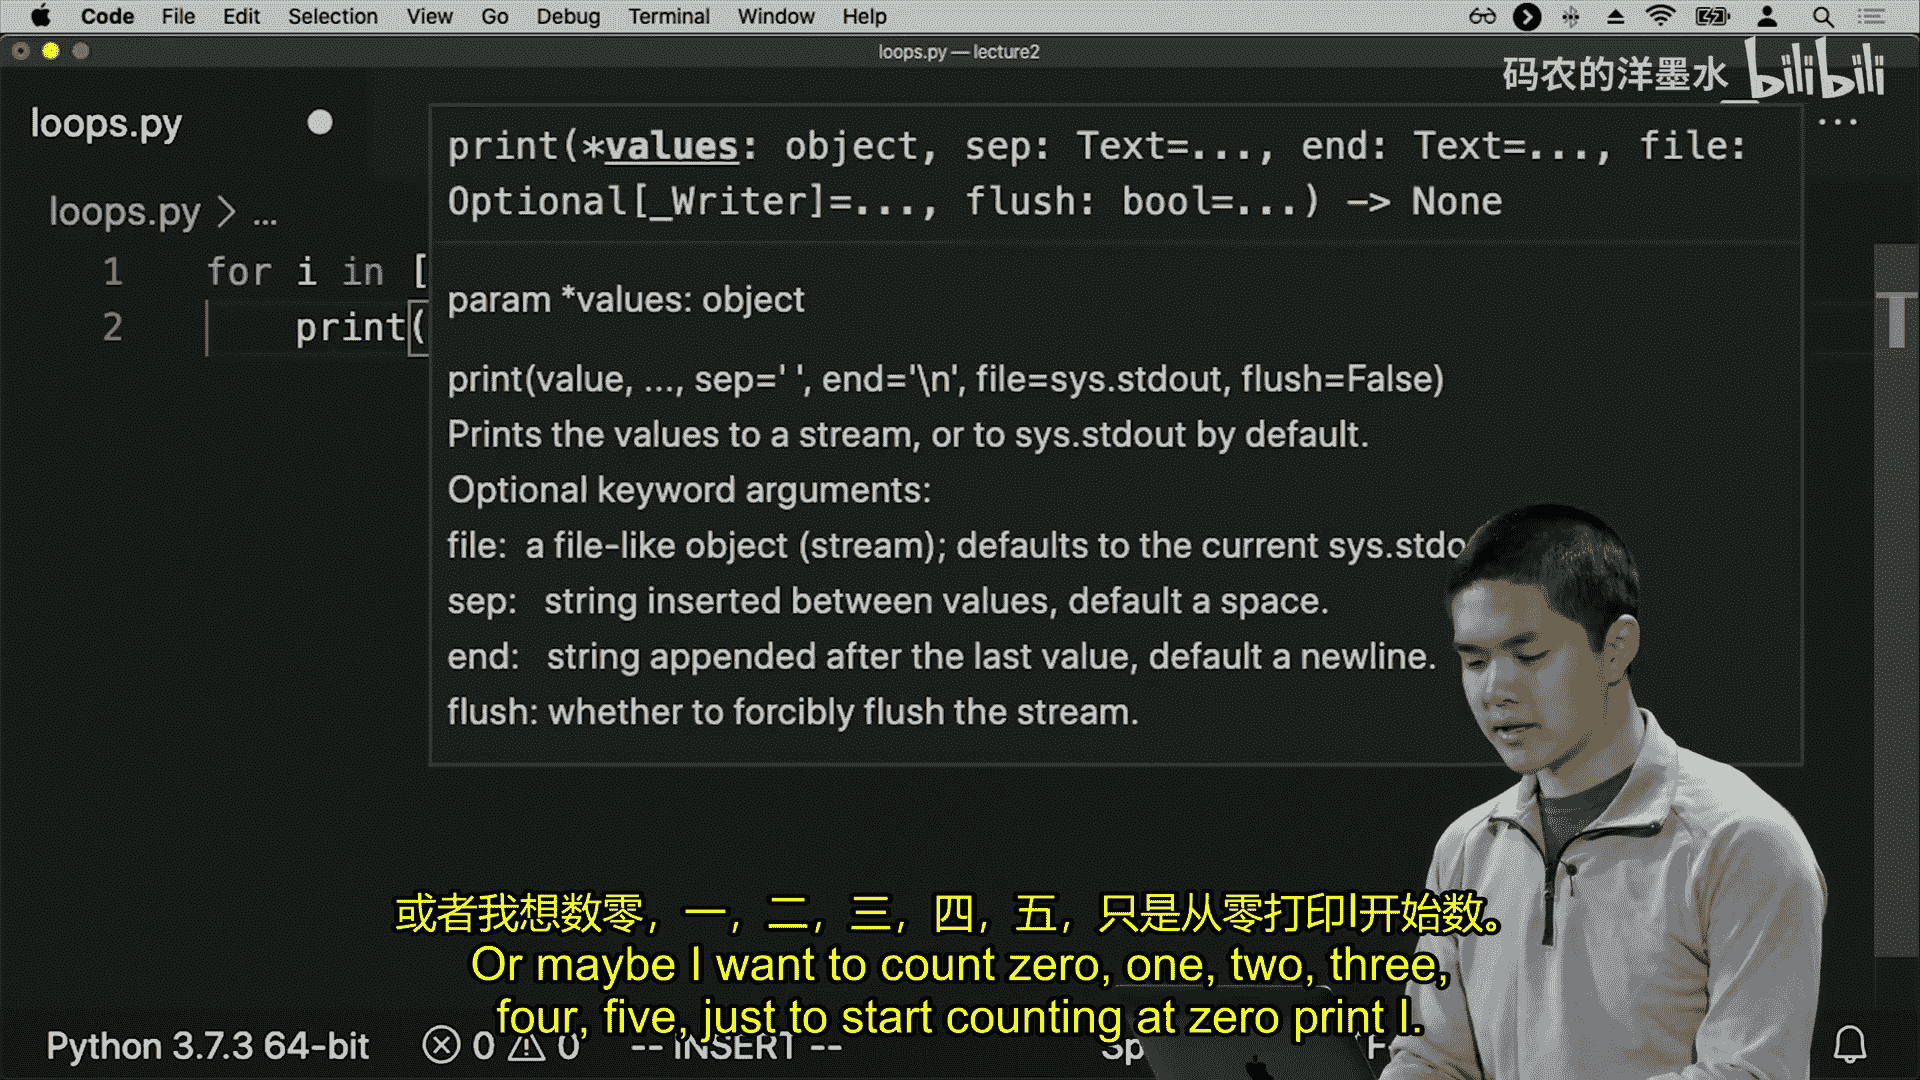 Code File Edit Selection View Go Debug Terminal Window Help
loops.py — lecture2
码农的洋墨水 bilibili
loops.py
loops.py > ...
1 for i in [
2 print(
print(*values: object, sep: Text=..., end: Text=..., file:
Optional[_Writer]=..., flush: bool=...) -> None
param *values: object
print(value, ..., sep=' ', end='\n', file=sys.stdout, flush=False)
Prints the values to a stream, or to sys.stdout by default.
Optional keyword arguments:
file: a file-like object (stream); defaults to the current sys.stdo
sep: string inserted between values, default a space.
end: string appended after the last value, default a newline.
flush: whether to forcibly flush the stream.
或者我想数零，一，二，三，四，五，只是从零打印I开始数。
Or maybe I want to count zero, one, two, three,
four, five, just to start counting at zero print I.
Python 3.7.3 64-bit 0 0 -- INSERT -- Sp